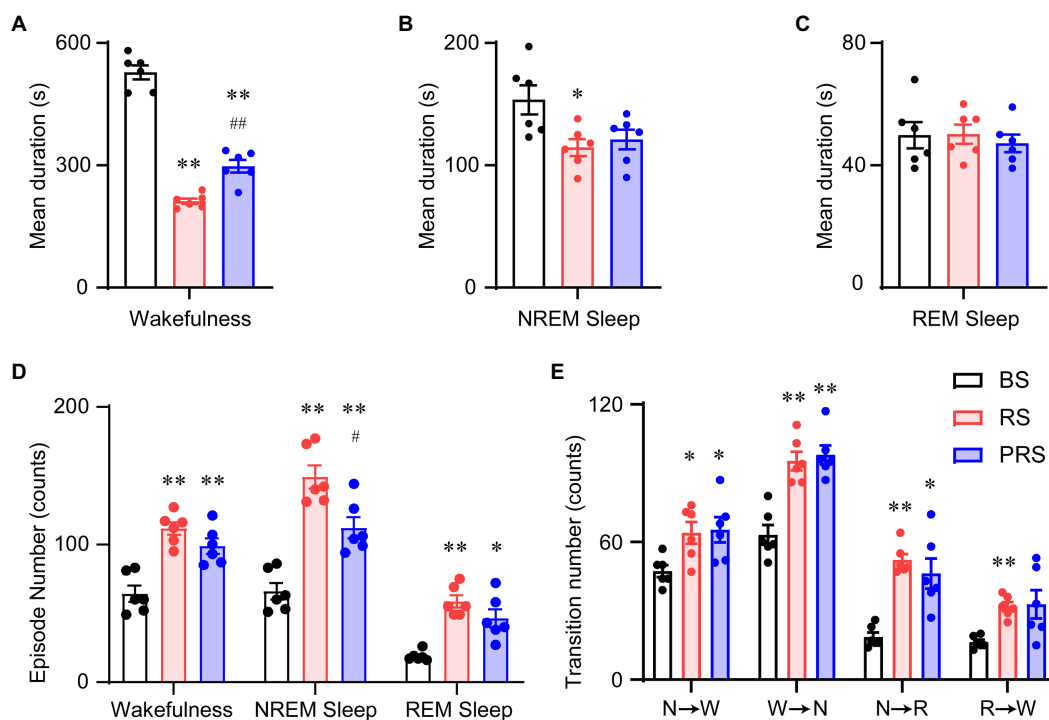 A
B
C
Mean duration (s)
600
300
0
**
**
##
Wakefulness
Mean duration (s)
200
100
0
*
NREM Sleep
Mean duration (s)
80
40
0
REM Sleep
D
E
Episode Number (counts)
200
100
0
** **
** **
#
** *
Wakefulness NREM Sleep REM Sleep
Transition number (counts)
120
60
0
* *
** **
** *
**
N→W W→N N→R R→W
BS
RS
PRS